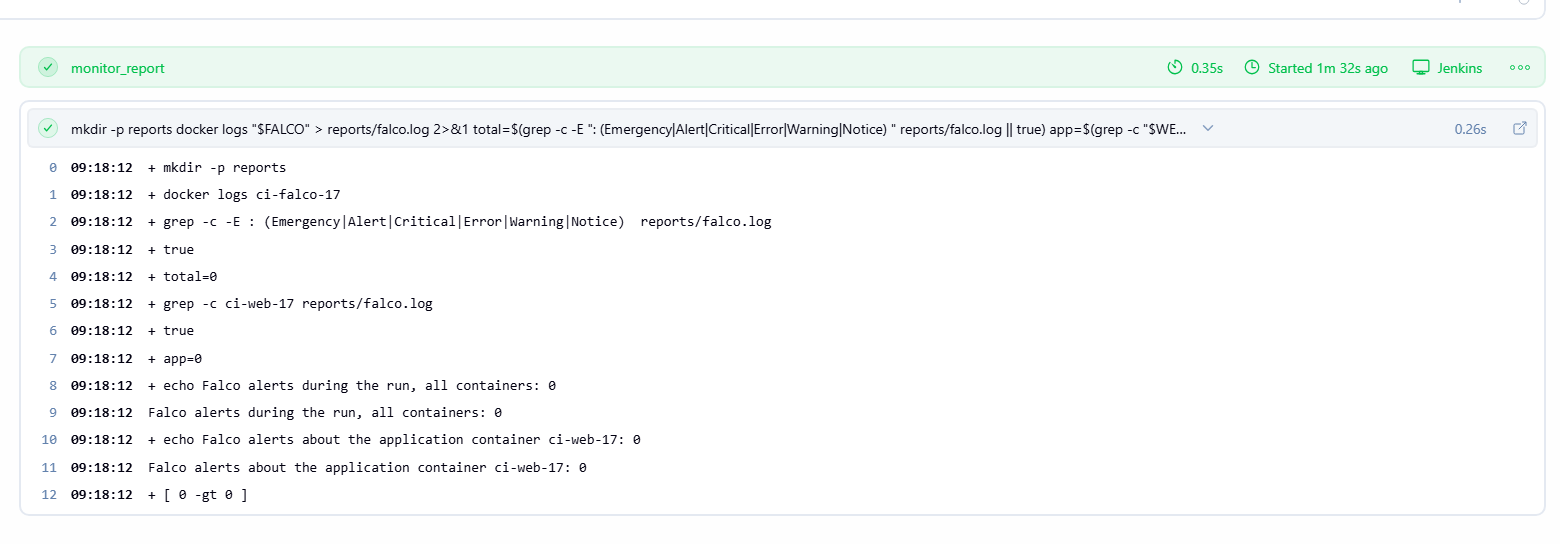 monitor_report 0.35s Started 1m 32s ago Jenkins
mkdir -p reports docker logs "$FALCO" > reports/falco.log 2>&1 total=$(grep -c -E ": (Emergency|Alert|Critical|Error|Warning|Notice) " reports/falco.log || true) app=$(grep -c "$WE... 0.26s
0 09:18:12 + mkdir -p reports
1 09:18:12 + docker logs ci-falco-17
2 09:18:12 + grep -c -E : (Emergency|Alert|Critical|Error|Warning|Notice)  reports/falco.log
3 09:18:12 + true
4 09:18:12 + total=0
5 09:18:12 + grep -c ci-web-17 reports/falco.log
6 09:18:12 + true
7 09:18:12 + app=0
8 09:18:12 + echo Falco alerts during the run, all containers: 0
9 09:18:12 Falco alerts during the run, all containers: 0
10 09:18:12 + echo Falco alerts about the application container ci-web-17: 0
11 09:18:12 Falco alerts about the application container ci-web-17: 0
12 09:18:12 + [ 0 -gt 0 ]